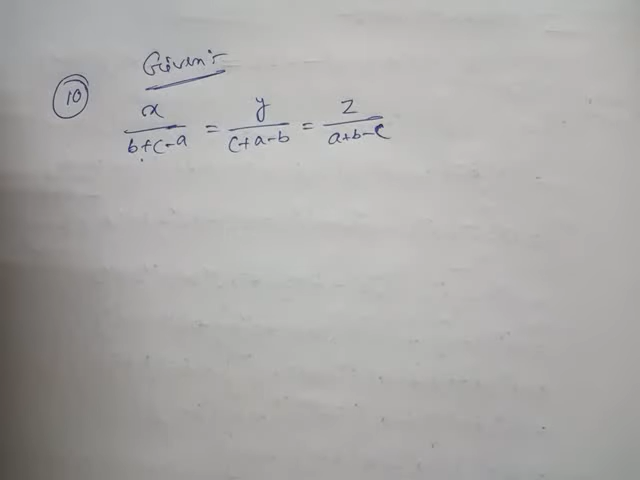 Given:-
(10)
x/(b+c-a) = y/(c+a-b) = z/(a+b-c)